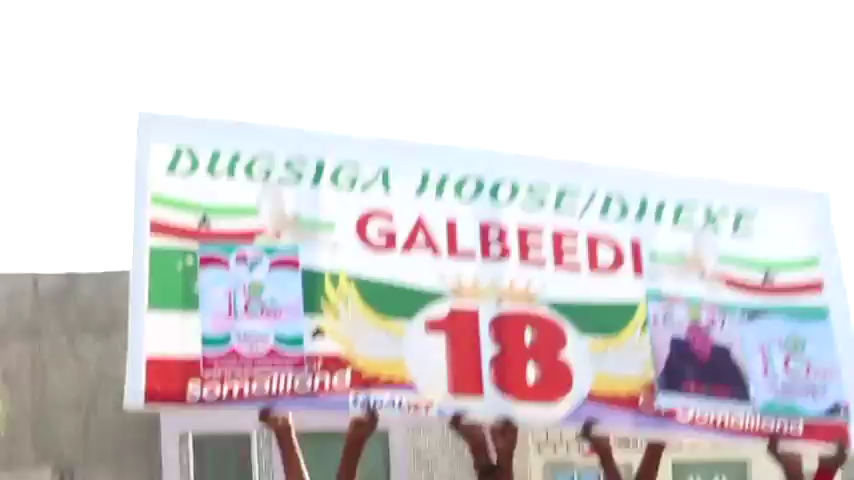 DUGSIGA HOOSE/DHEXE
GALBEEDI
18
Somaliland
Somaliland